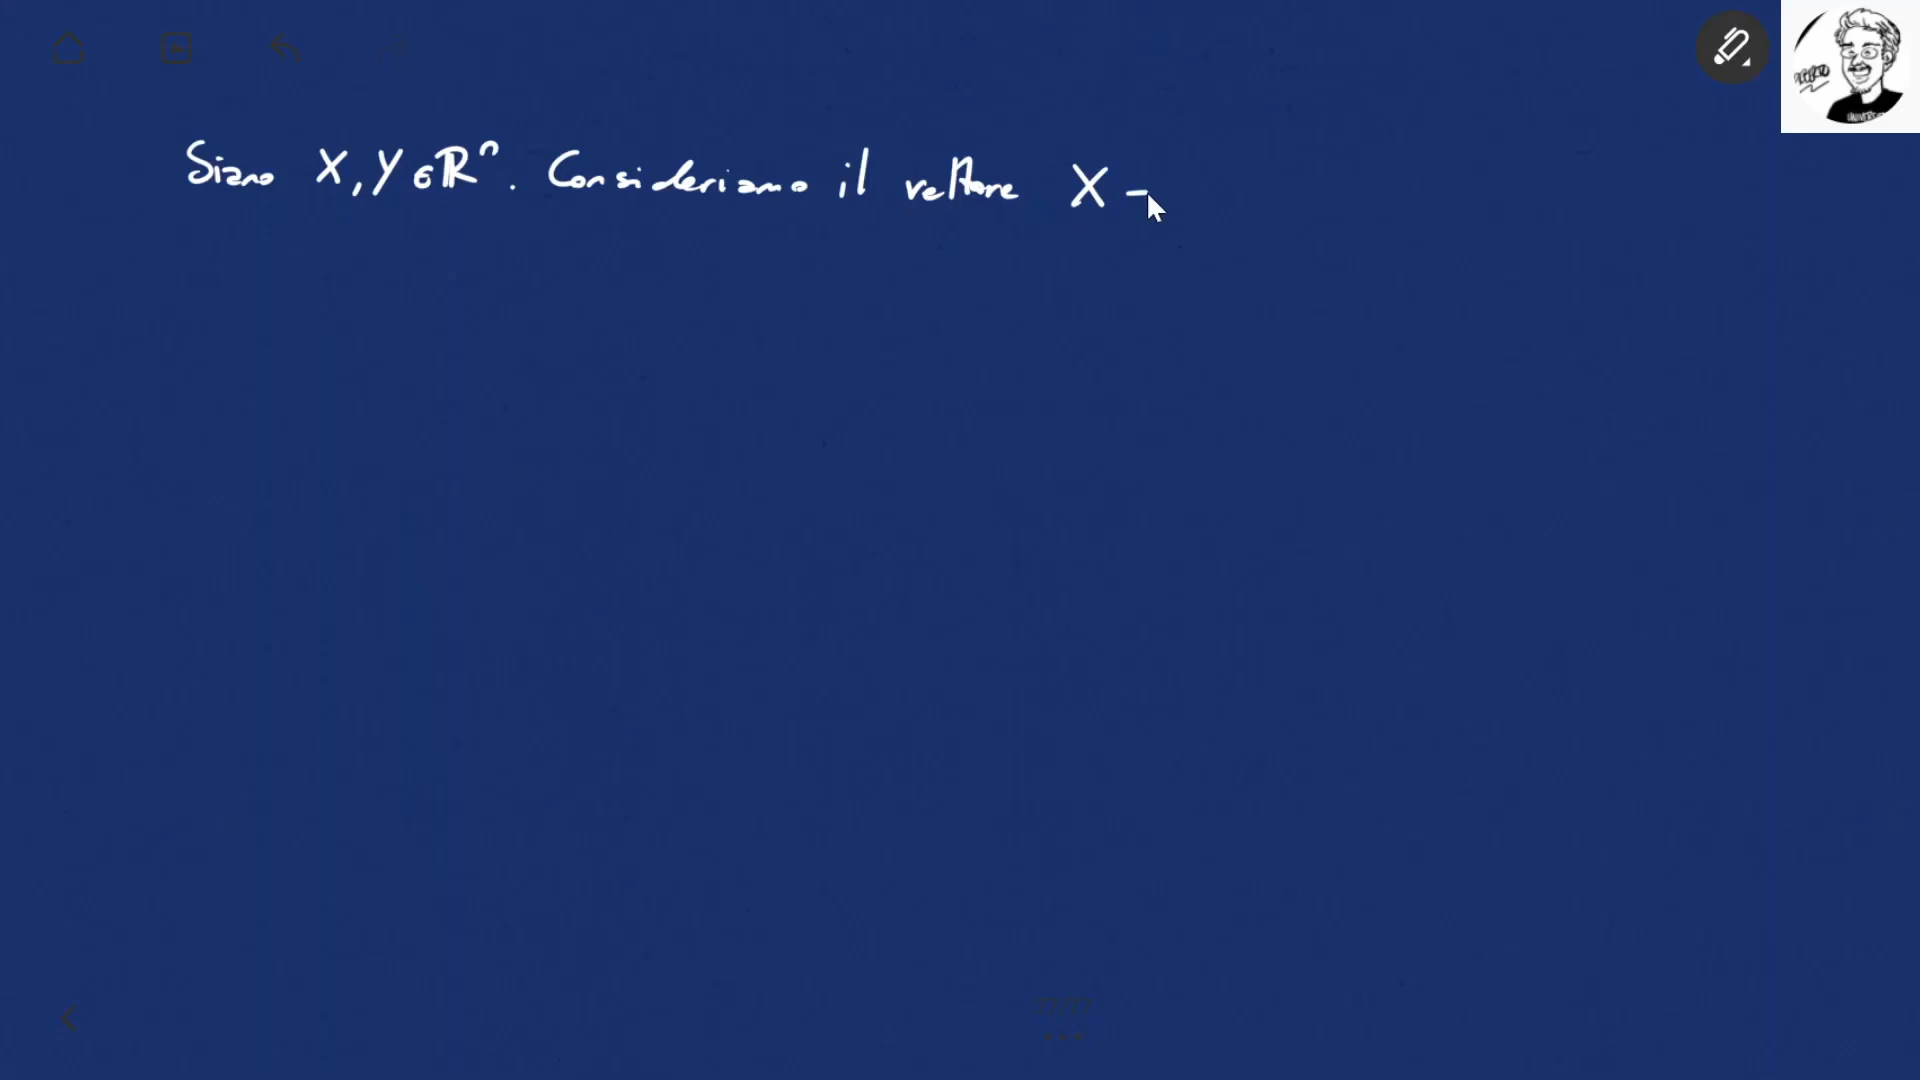 Siano X, Y ∈ ℝⁿ. Consideriamo il vettore X -